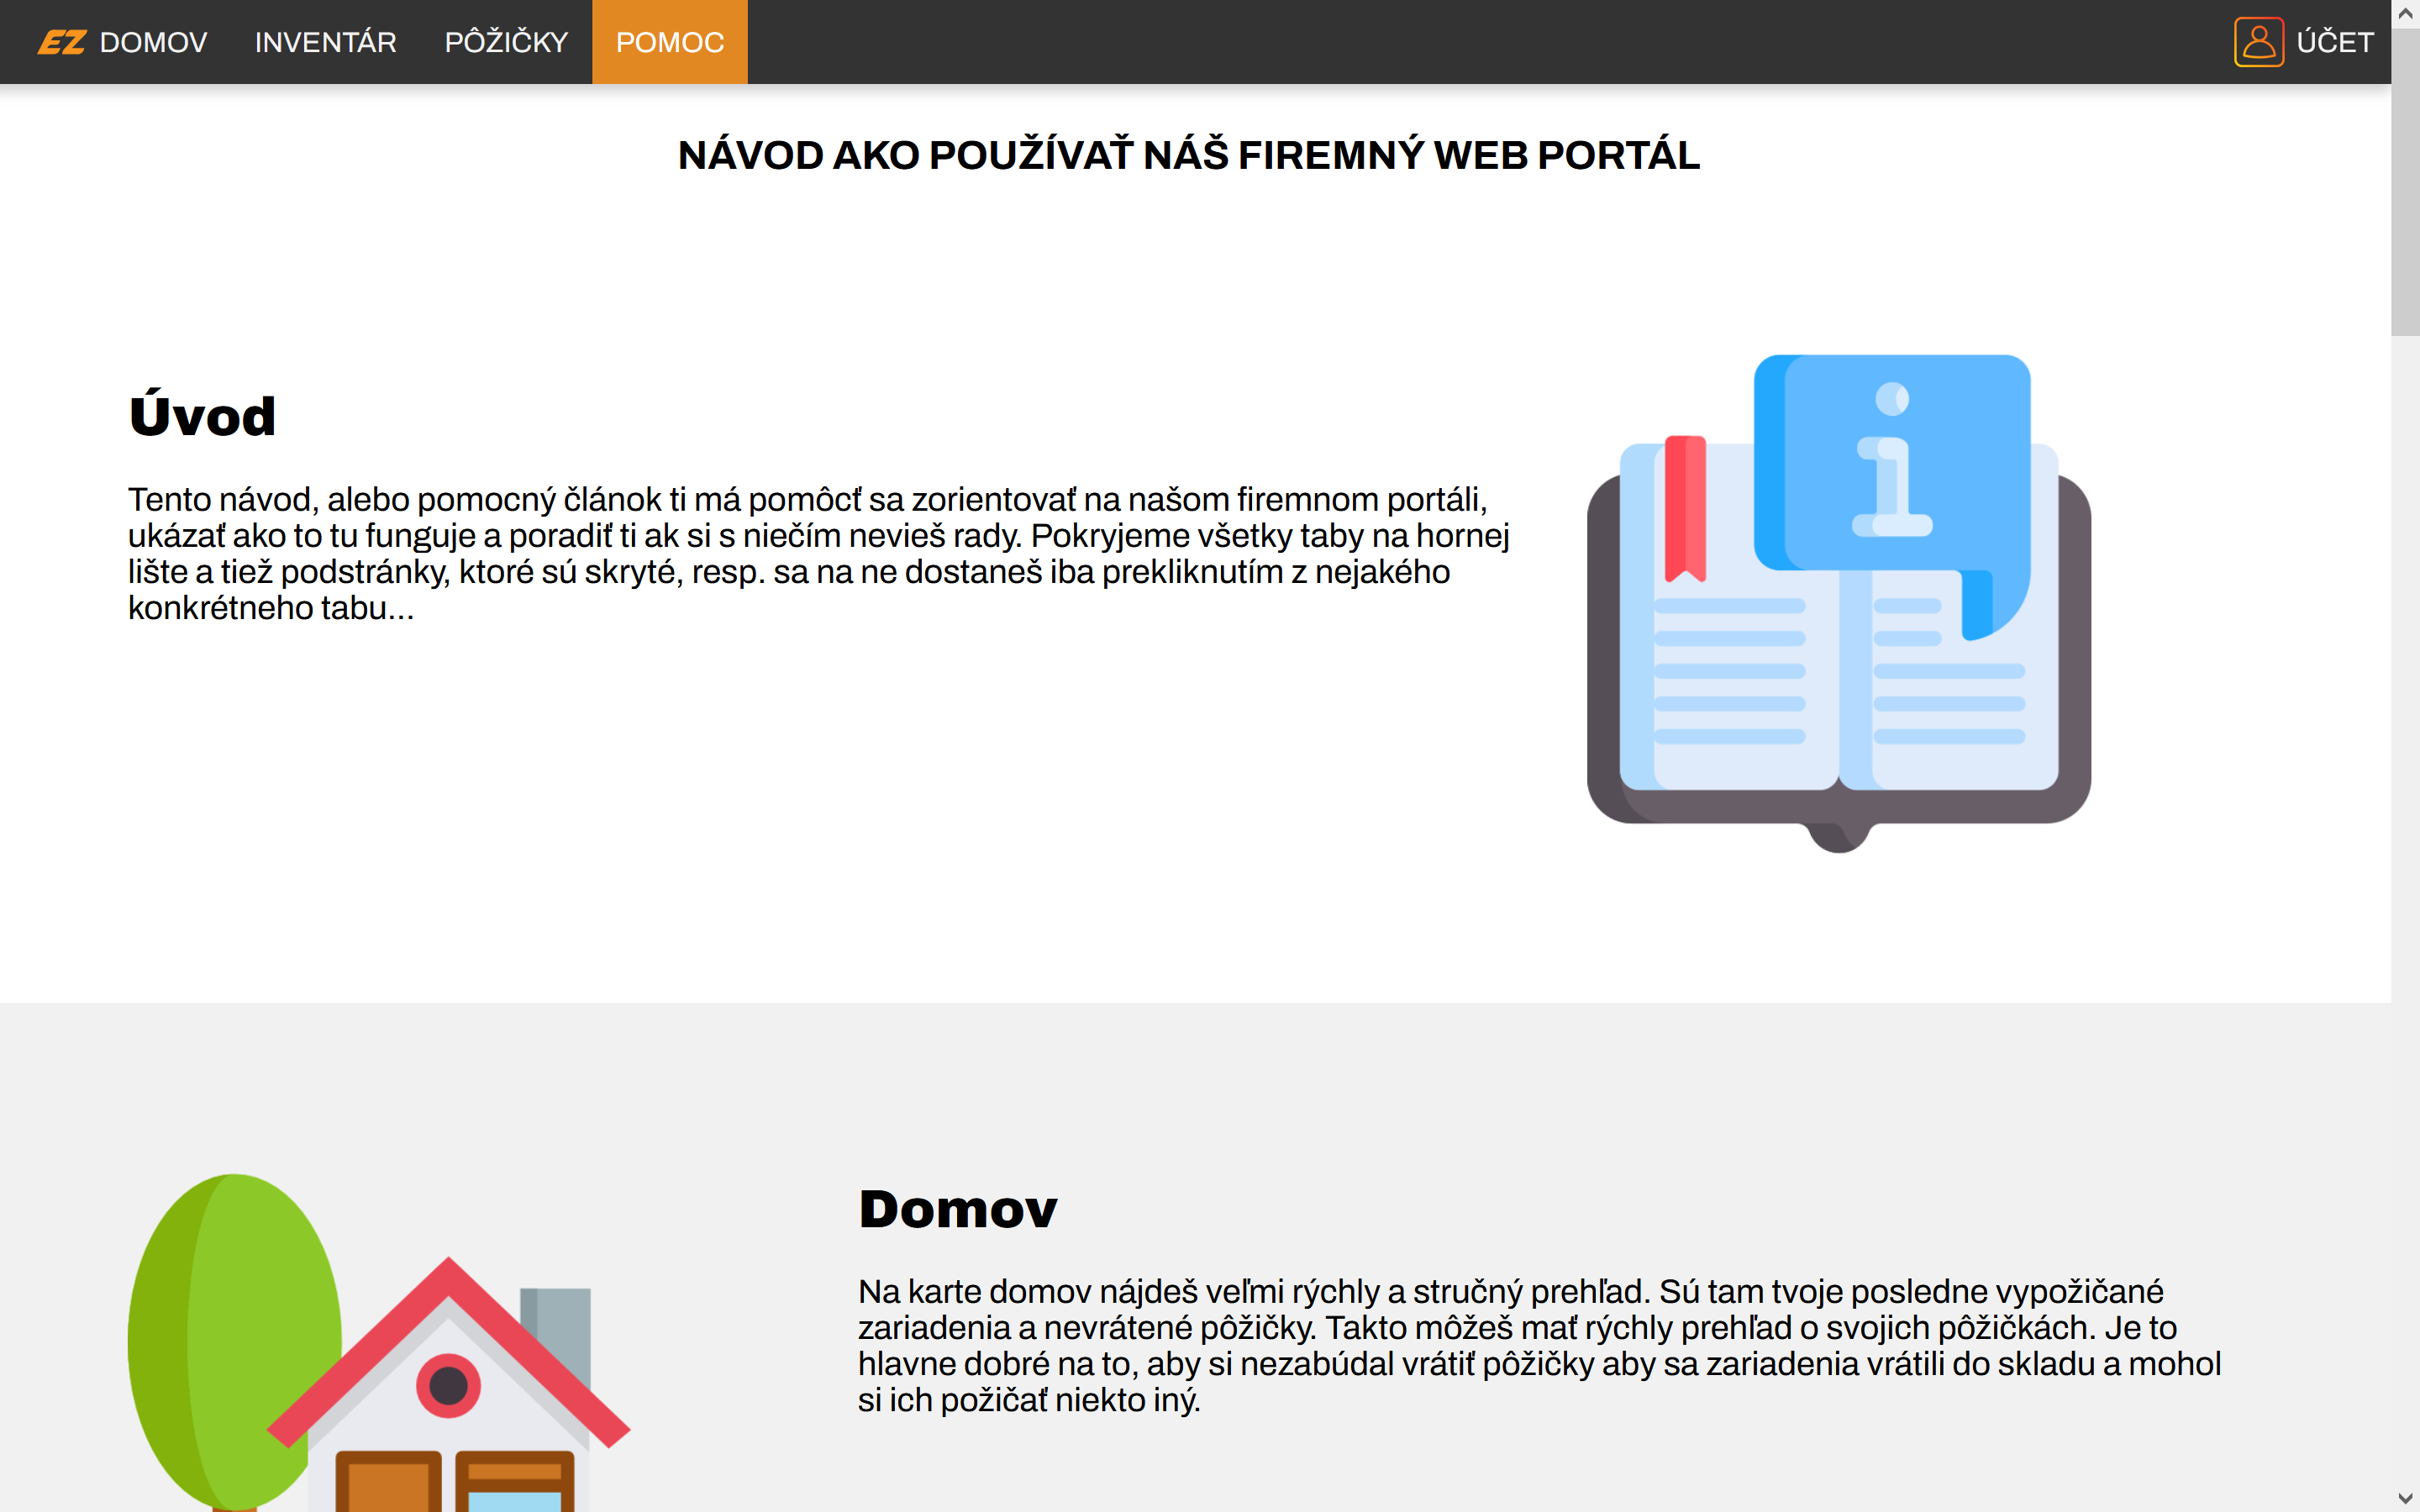 EZ DOMOV INVENTÁR PÔŽIČKY POMOC ÚČET
NÁVOD AKO POUŽÍVAŤ NÁŠ FIREMNÝ WEB PORTÁL
Úvod
Tento návod, alebo pomocný článok ti má pomôcť sa zorientovať na našom firemnom portáli,
ukázať ako to tu funguje a poradiť ti ak si s niečím nevieš rady. Pokryjeme všetky taby na hornej
lište a tiež podstránky, ktoré sú skryté, resp. sa na ne dostaneš iba prekliknutím z nejakého
konkrétneho tabu...
i
Domov
Na karte domov nájdeš veľmi rýchly a stručný prehľad. Sú tam tvoje posledne vypožičané
zariadenia a nevrátené pôžičky. Takto môžeš mať rýchly prehľad o svojich pôžičkách. Je to
hlavne dobré na to, aby si nezabúdal vrátiť pôžičky aby sa zariadenia vrátili do skladu a mohol
si ich požičať niekto iný.